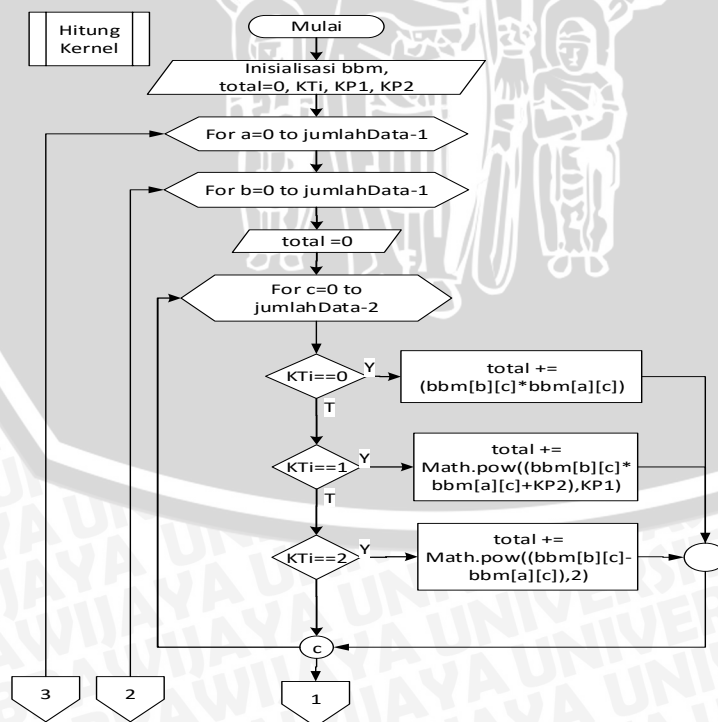 Hitung
Kernel
Mulai
Inisialisasi bbm,
total=0, KTi, KP1, KP2
For a=0 to jumlahData-1
For b=0 to jumlahData-1
total =0
For c=0 to
jumlahData-2
KTi==0
Y
total +=
(bbm[b][c]*bbm[a][c])
T
KTi==1
Y
total +=
Math.pow((bbm[b][c]*
bbm[a][c]+KP2),KP1)
T
KTi==2
Y
total +=
Math.pow((bbm[b][c]-
bbm[a][c]),2)
c
3
2
1